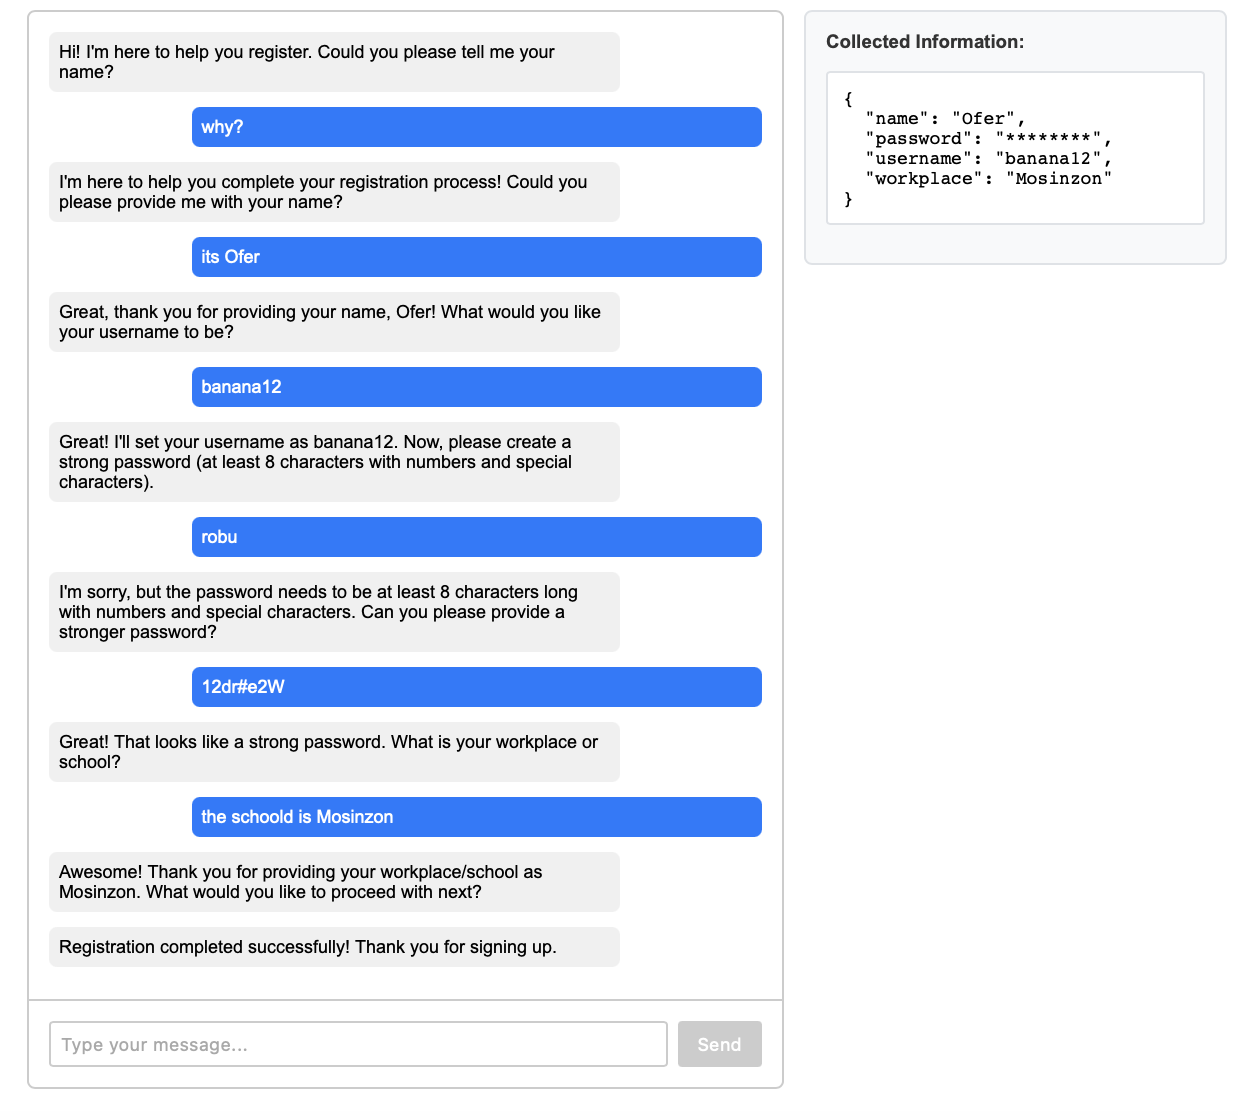 Hi! I'm here to help you register. Could you please tell me your
name?
why?
I'm here to help you complete your registration process! Could you
please provide me with your name?
its Ofer
Great, thank you for providing your name, Ofer! What would you like
your username to be?
banana12
Great! I'll set your username as banana12. Now, please create a
strong password (at least 8 characters with numbers and special
characters).
robu
I'm sorry, but the password needs to be at least 8 characters long
with numbers and special characters. Can you please provide a
stronger password?
12dr#e2W
Great! That looks like a strong password. What is your workplace or
school?
the schoold is Mosinzon
Awesome! Thank you for providing your workplace/school as
Mosinzon. What would you like to proceed with next?
Registration completed successfully! Thank you for signing up.
Type your message...
Send
Collected Information:
{
"name": "Ofer",
"password": "********",
"username": "banana12",
"workplace": "Mosinzon"
}